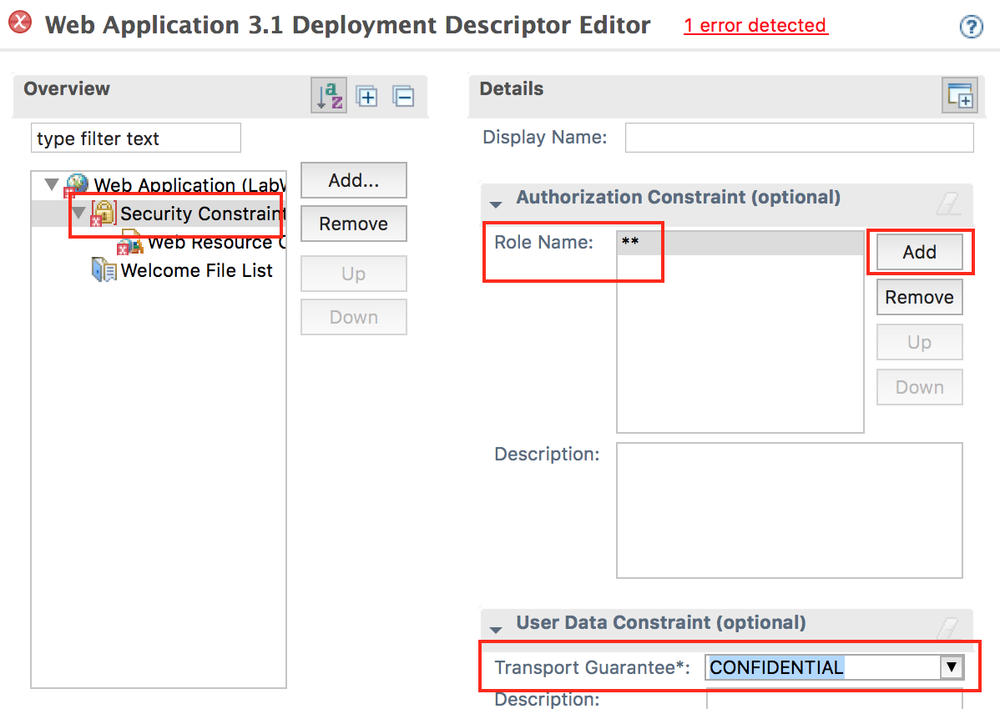 Web Application 3.1 Deployment Descriptor Editor
1 error detected
?
Overview
type filter text
Web Application (LabW
Security Constraint
Web Resource C
Welcome File List
Add...
Remove
Up
Down
Details
Display Name:
Authorization Constraint (optional)
Role Name:
**
Add
Remove
Up
Down
Description:
User Data Constraint (optional)
Transport Guarantee*:
CONFIDENTIAL
Description: